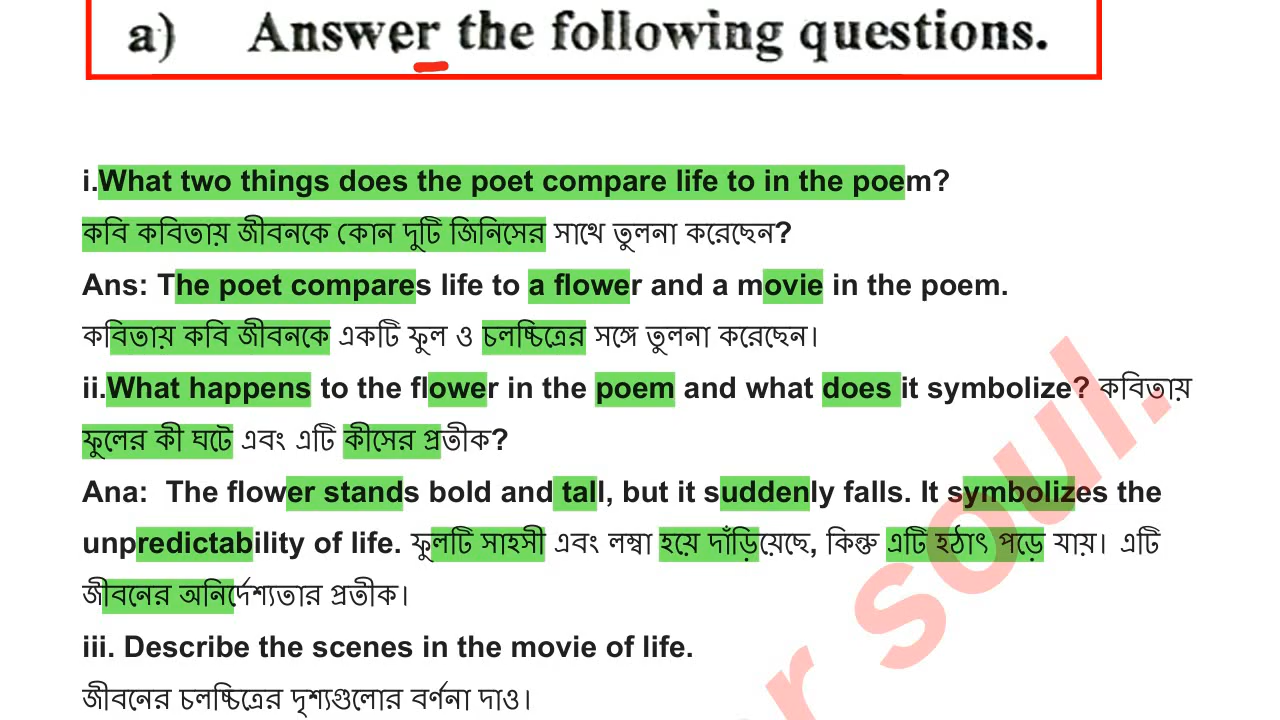 a) Answer the following questions.
i.What two things does the poet compare life to in the poem?
কবি কবিতায় জীবনকে কোন দুটি জিনিসের সাথে তুলনা করেছেন?
Ans: The poet compares life to a flower and a movie in the poem.
কবিতায় কবি জীবনকে একটি ফুল ও চলচ্চিত্রের সঙ্গে তুলনা করেছেন।
ii.What happens to the flower in the poem and what does it symbolize? কবিতায়
ফুলের কী ঘটে এবং এটি কীসের প্রতীক?
Ana: The flower stands bold and tall, but it suddenly falls. It symbolizes the
unpredictability of life. ফুলটি সাহসী এবং লম্বা হয়ে দাঁড়িয়েছে, কিন্তু এটি হঠাৎ পড়ে যায়। এটি
জীবনের অনির্দেশ্যতার প্রতীক।
iii. Describe the scenes in the movie of life.
জীবনের চলচ্চিত্রের দৃশ্যগুলোর বর্ণনা দাও।
soul.